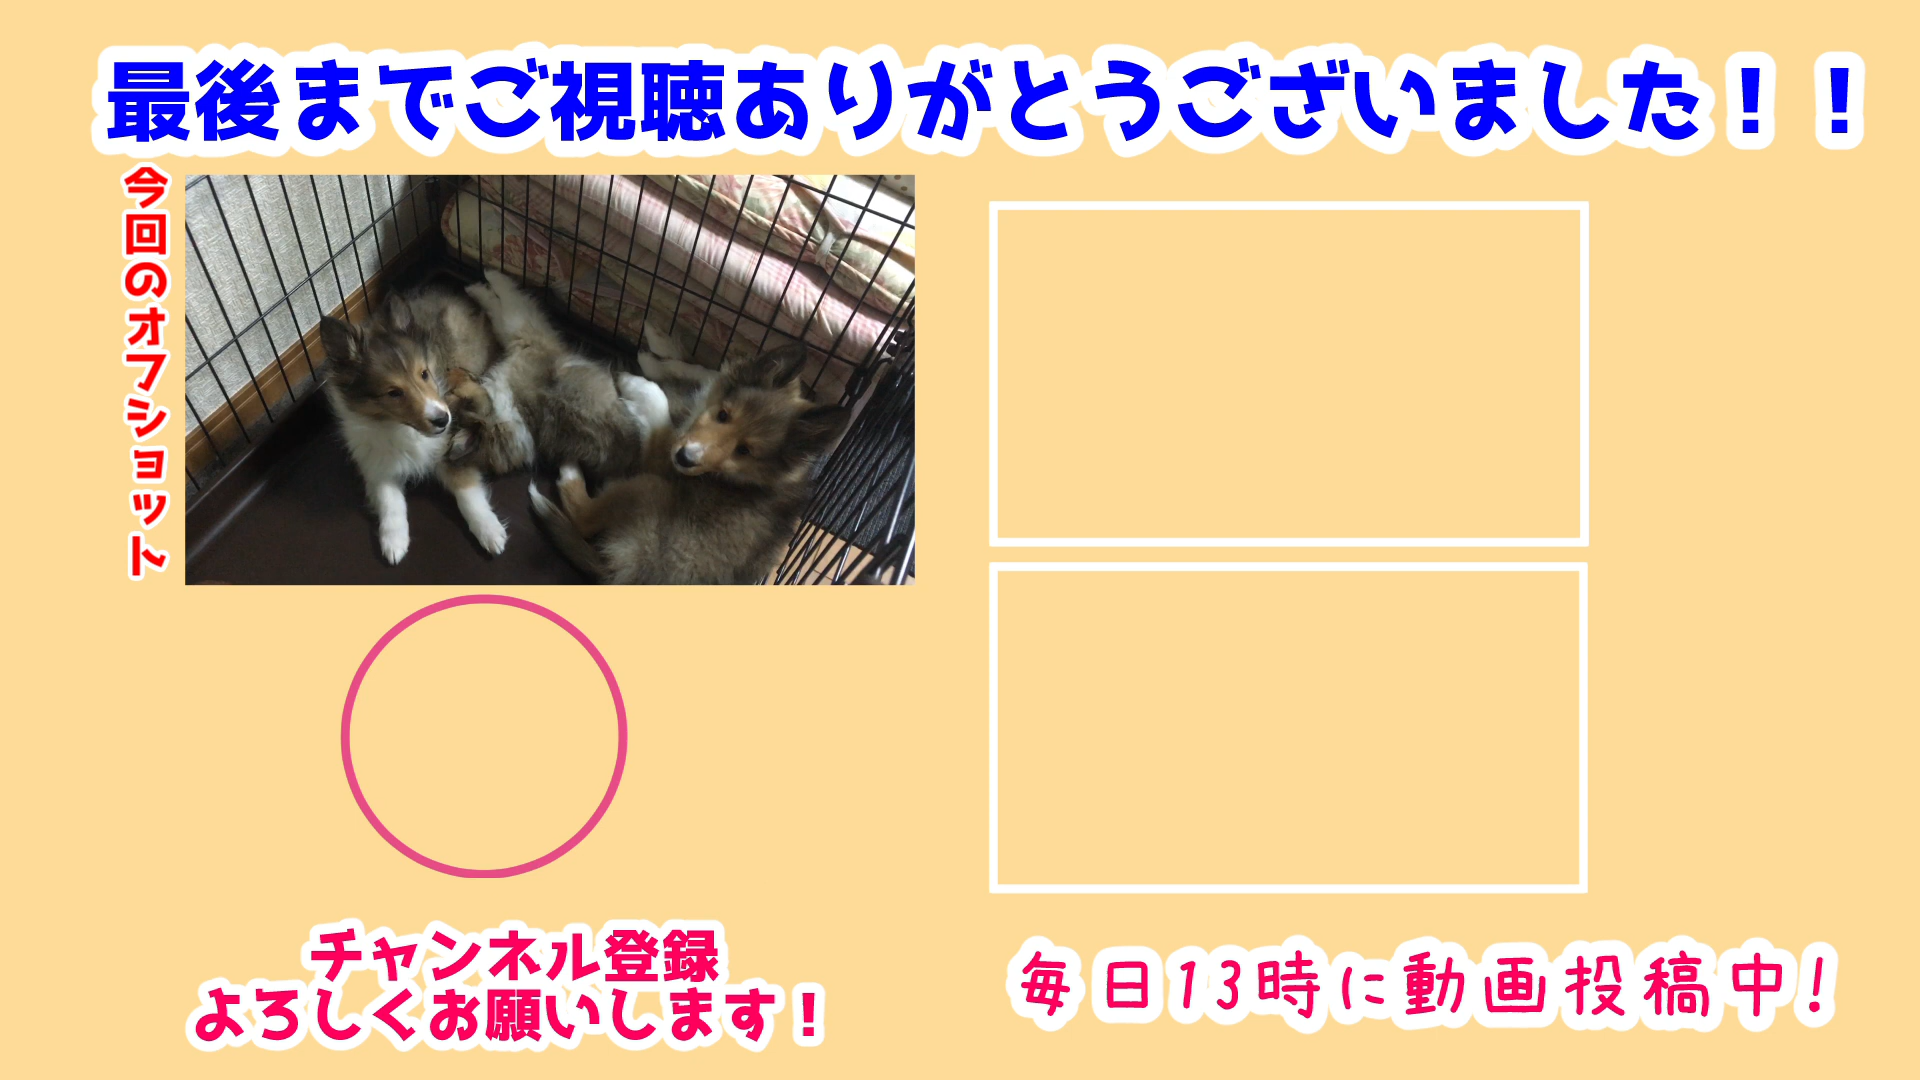 最後までご視聴ありがとうございました！！
今回のオフショット
チャンネル登録
よろしくお願いします！
毎日13時に動画投稿中！